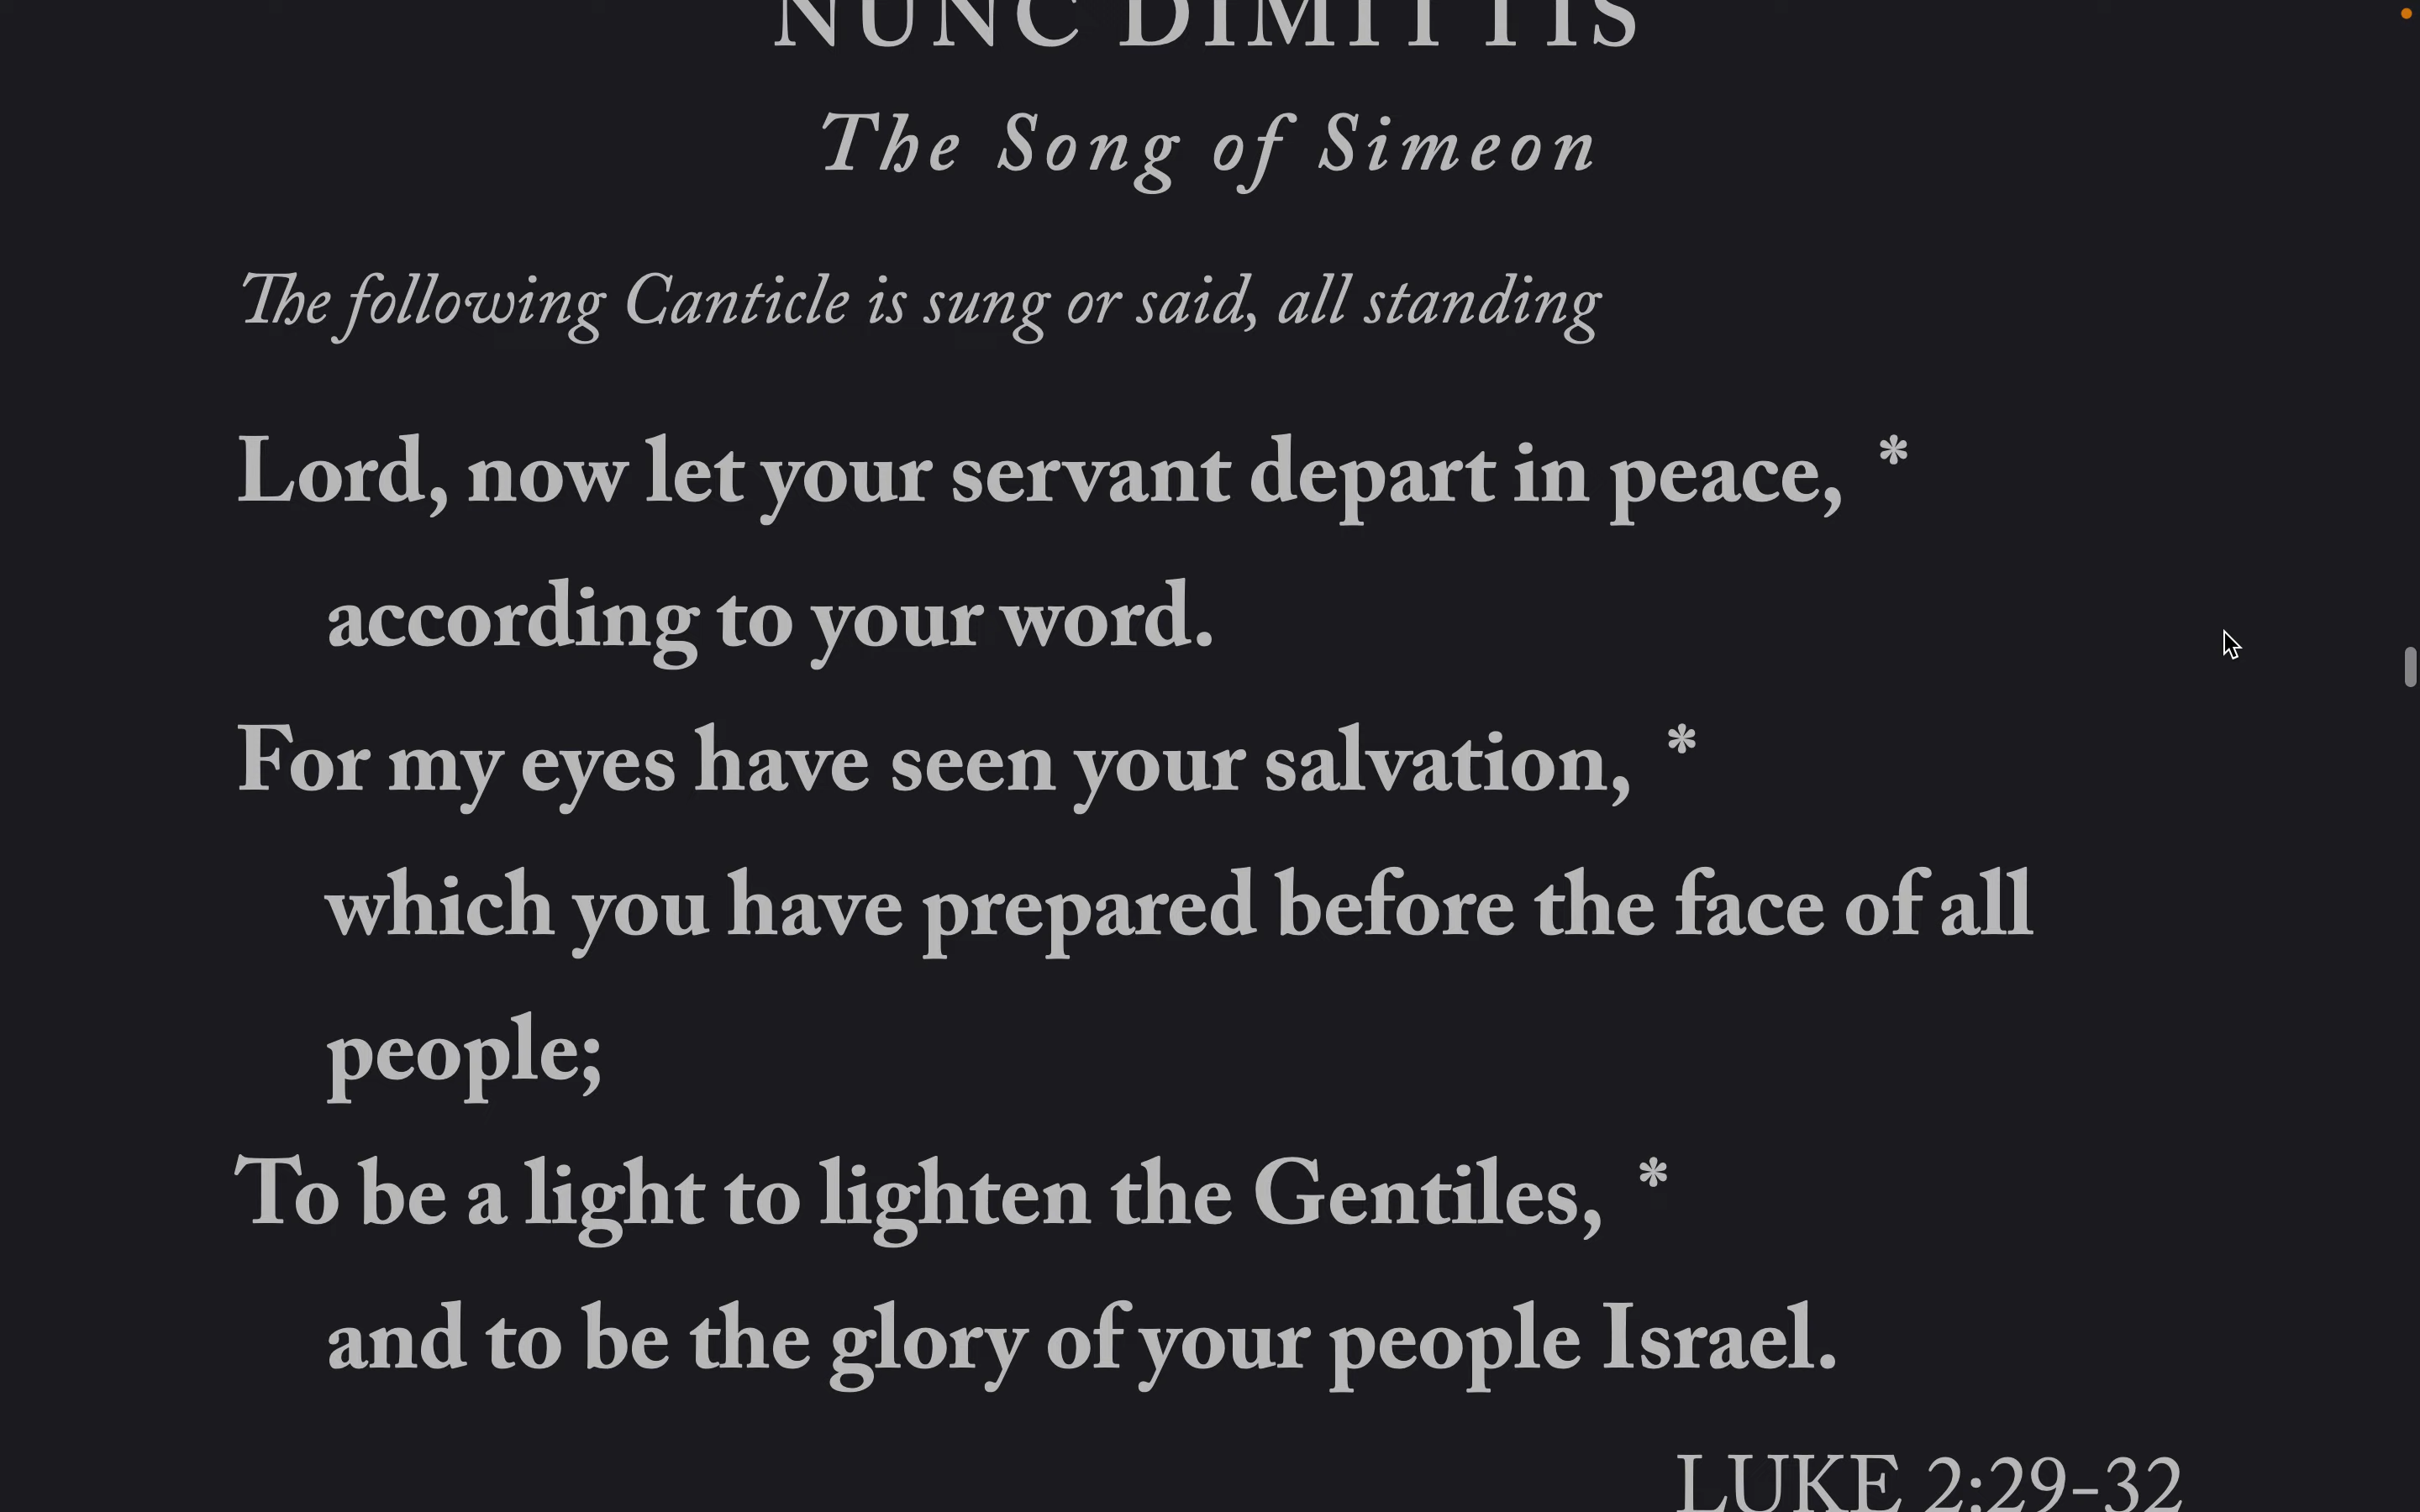 NUNC DIMITTIS
The Song of Simeon
The following Canticle is sung or said, all standing
Lord, now let your servant depart in peace, *
according to your word.
For my eyes have seen your salvation, *
which you have prepared before the face of all
people;
To be a light to lighten the Gentiles, *
and to be the glory of your people Israel.
LUKE 2:29–32